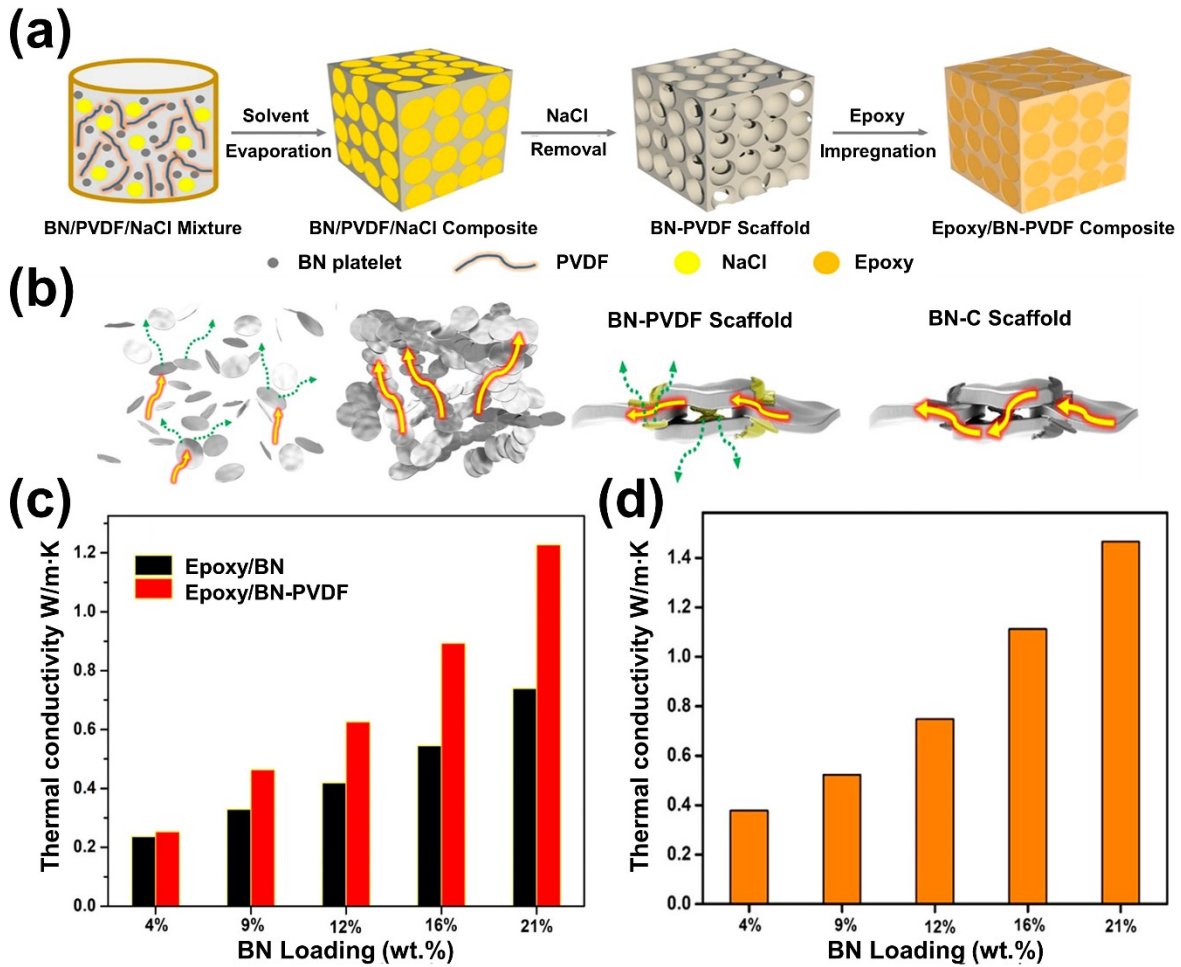 (a)
Solvent
Evaporation
NaCl
Removal
Epoxy
Impregnation
BN/PVDF/NaCl Mixture
BN/PVDF/NaCl Composite
BN-PVDF Scaffold
Epoxy/BN-PVDF Composite
BN platelet
PVDF
NaCl
Epoxy
(b)
BN-PVDF Scaffold
BN-C Scaffold
(c)
Thermal conductivity W/m·K
1.2
1.0
0.8
0.6
0.4
0.2
0.0
Epoxy/BN
Epoxy/BN-PVDF
4%
9%
12%
16%
21%
BN Loading (wt.%)
(d)
Thermal conductivity W/m·K
1.4
1.2
1.0
0.8
0.6
0.4
0.2
0.0
4%
9%
12%
16%
21%
BN Loading (wt.%)